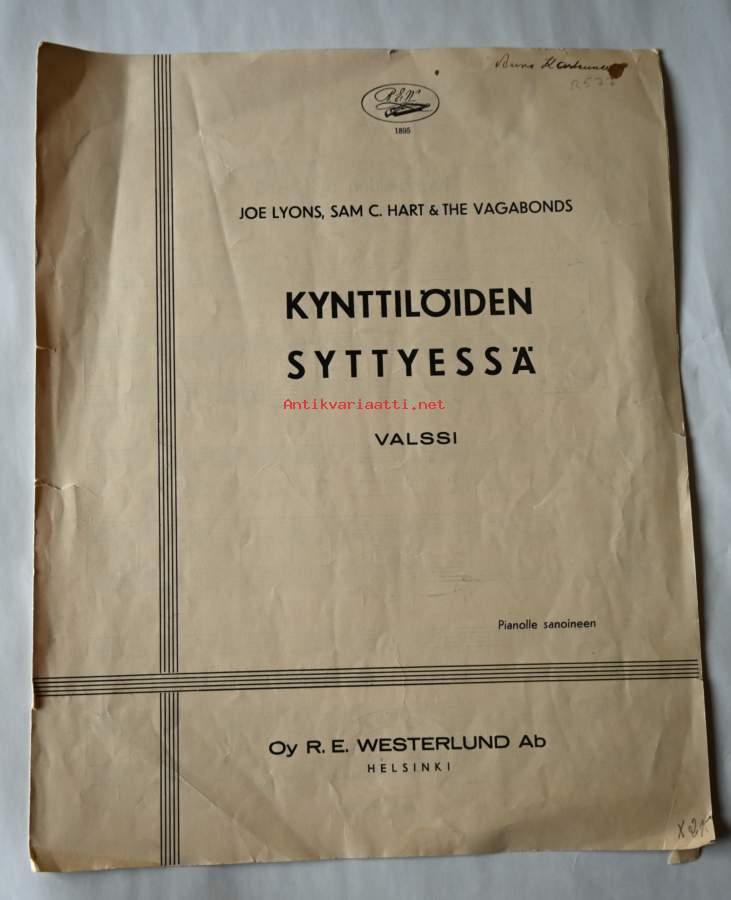 R.E.W.
1895
JOE LYONS, SAM C. HART & THE VAGABONDS
KYNTTILÖIDEN
SYTTYESSÄ
Antikvariaatti.net
VALSSI
Pianolle sanoineen
Oy R. E. WESTERLUND Ab
HELSINKI